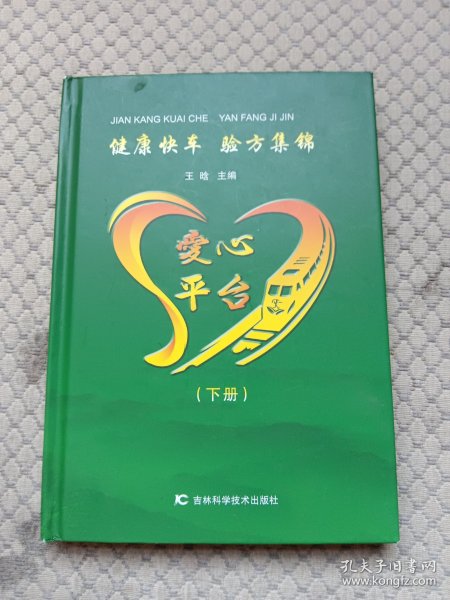 JIAN KANG KUAI CHE YAN FANG JI JIN
健康快车 验方集锦
王晗 主编
爱心
平台
(下册)
吉林科学技术出版社
孔夫子旧书网
www.kongfz.com